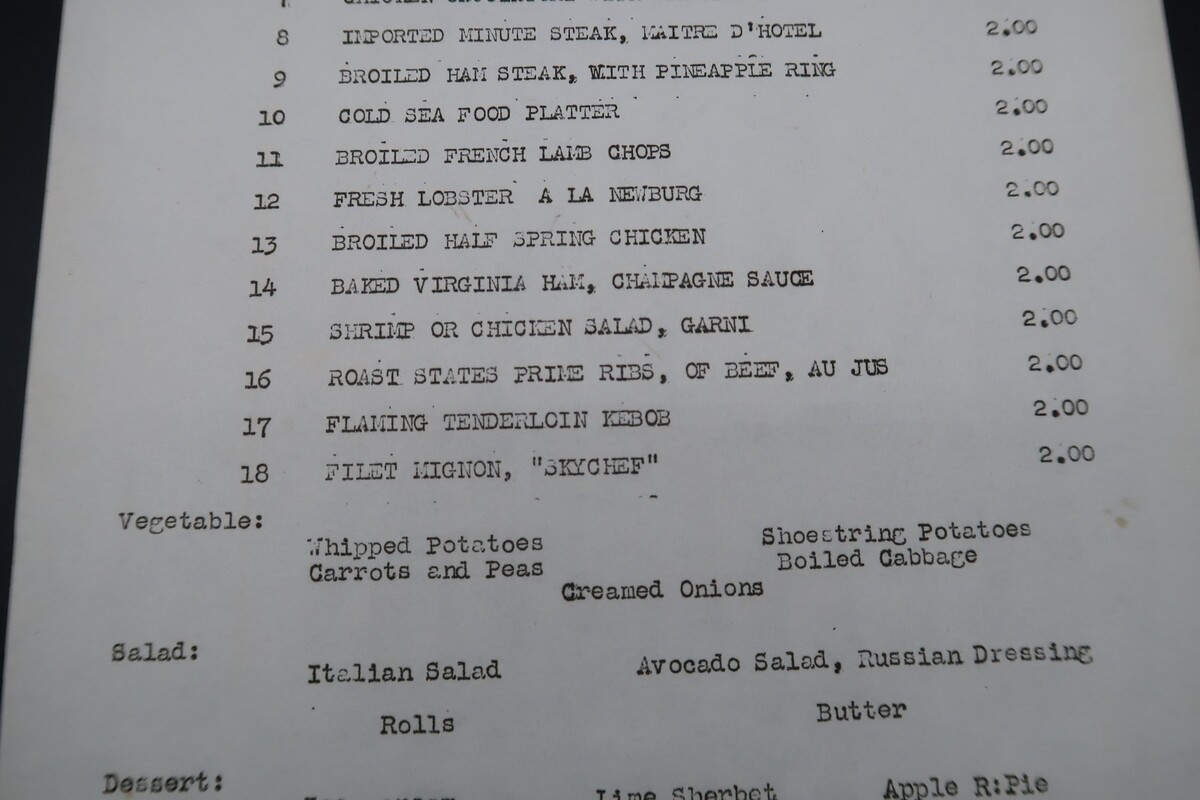 7
8 IMPORTED MINUTE STEAK, MAITRE D'HOTEL 2.00
9 BROILED HAM STEAK, WITH PINEAPPLE RING 2.00
10 COLD SEA FOOD PLATTER 2.00
11 BROILED FRENCH LAMB CHOPS 2.00
12 FRESH LOBSTER A LA NEWBURG 2.00
13 BROILED HALF SPRING CHICKEN 2.00
14 BAKED VIRGINIA HAM, CHAMPAGNE SAUCE 2.00
15 SHRIMP OR CHICKEN SALAD, GARNI 2.00
16 ROAST STATES PRIME RIBS, OF BEEF, AU JUS 2.00
17 FLAMING TENDERLOIN KEBOB 2.00
18 FILET MIGNON, "SKYCHEF" 2.00
Vegetable:
Whipped Potatoes Shoestring Potatoes
Carrots and Peas Boiled Cabbage
Creamed Onions
Salad:
Italian Salad Avocado Salad, Russian Dressing
Rolls Butter
Dessert:
Lime Sherbet Apple R:Pie